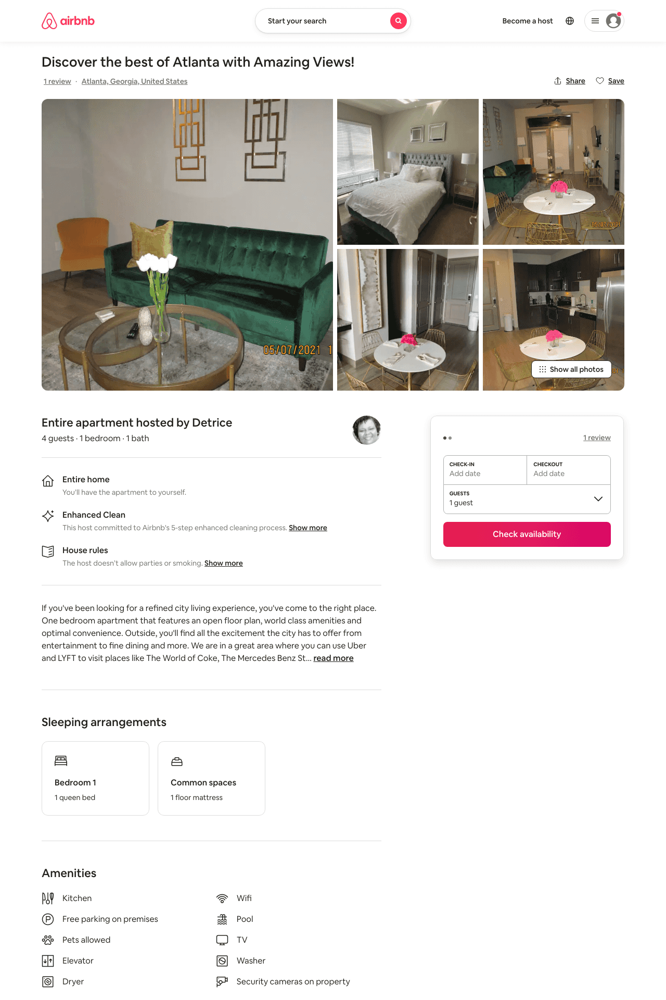 airbnb
Start your search
Become a host
Discover the best of Atlanta with Amazing Views!
1 review · Atlanta, Georgia, United States
Share
Save
05/07/2021
05/07/2021 1
Show all photos
Entire apartment hosted by Detrice
4 guests · 1 bedroom · 1 bath
1 review
CHECK-IN
Add date
CHECKOUT
Add date
GUESTS
1 guest
Check availability
Entire home
You’ll have the apartment to yourself.
Enhanced Clean
This host committed to Airbnb's 5-step enhanced cleaning process. Show more
House rules
The host doesn’t allow parties or smoking. Show more
If you've been looking for a refined city living experience, you've come to the right place.
One bedroom apartment that features an open floor plan, world class amenities and
optimal convenience. Outside, you'll find all the excitement the city has to offer from
entertainment to fine dining and more. We are in a great area where you can use Uber
and LYFT to visit places like The World of Coke, The Mercedes Benz St... read more
Sleeping arrangements
Bedroom 1
1 queen bed
Common spaces
1 floor mattress
Amenities
Kitchen
Wifi
Free parking on premises
Pool
Pets allowed
TV
Elevator
Washer
Dryer
Security cameras on property